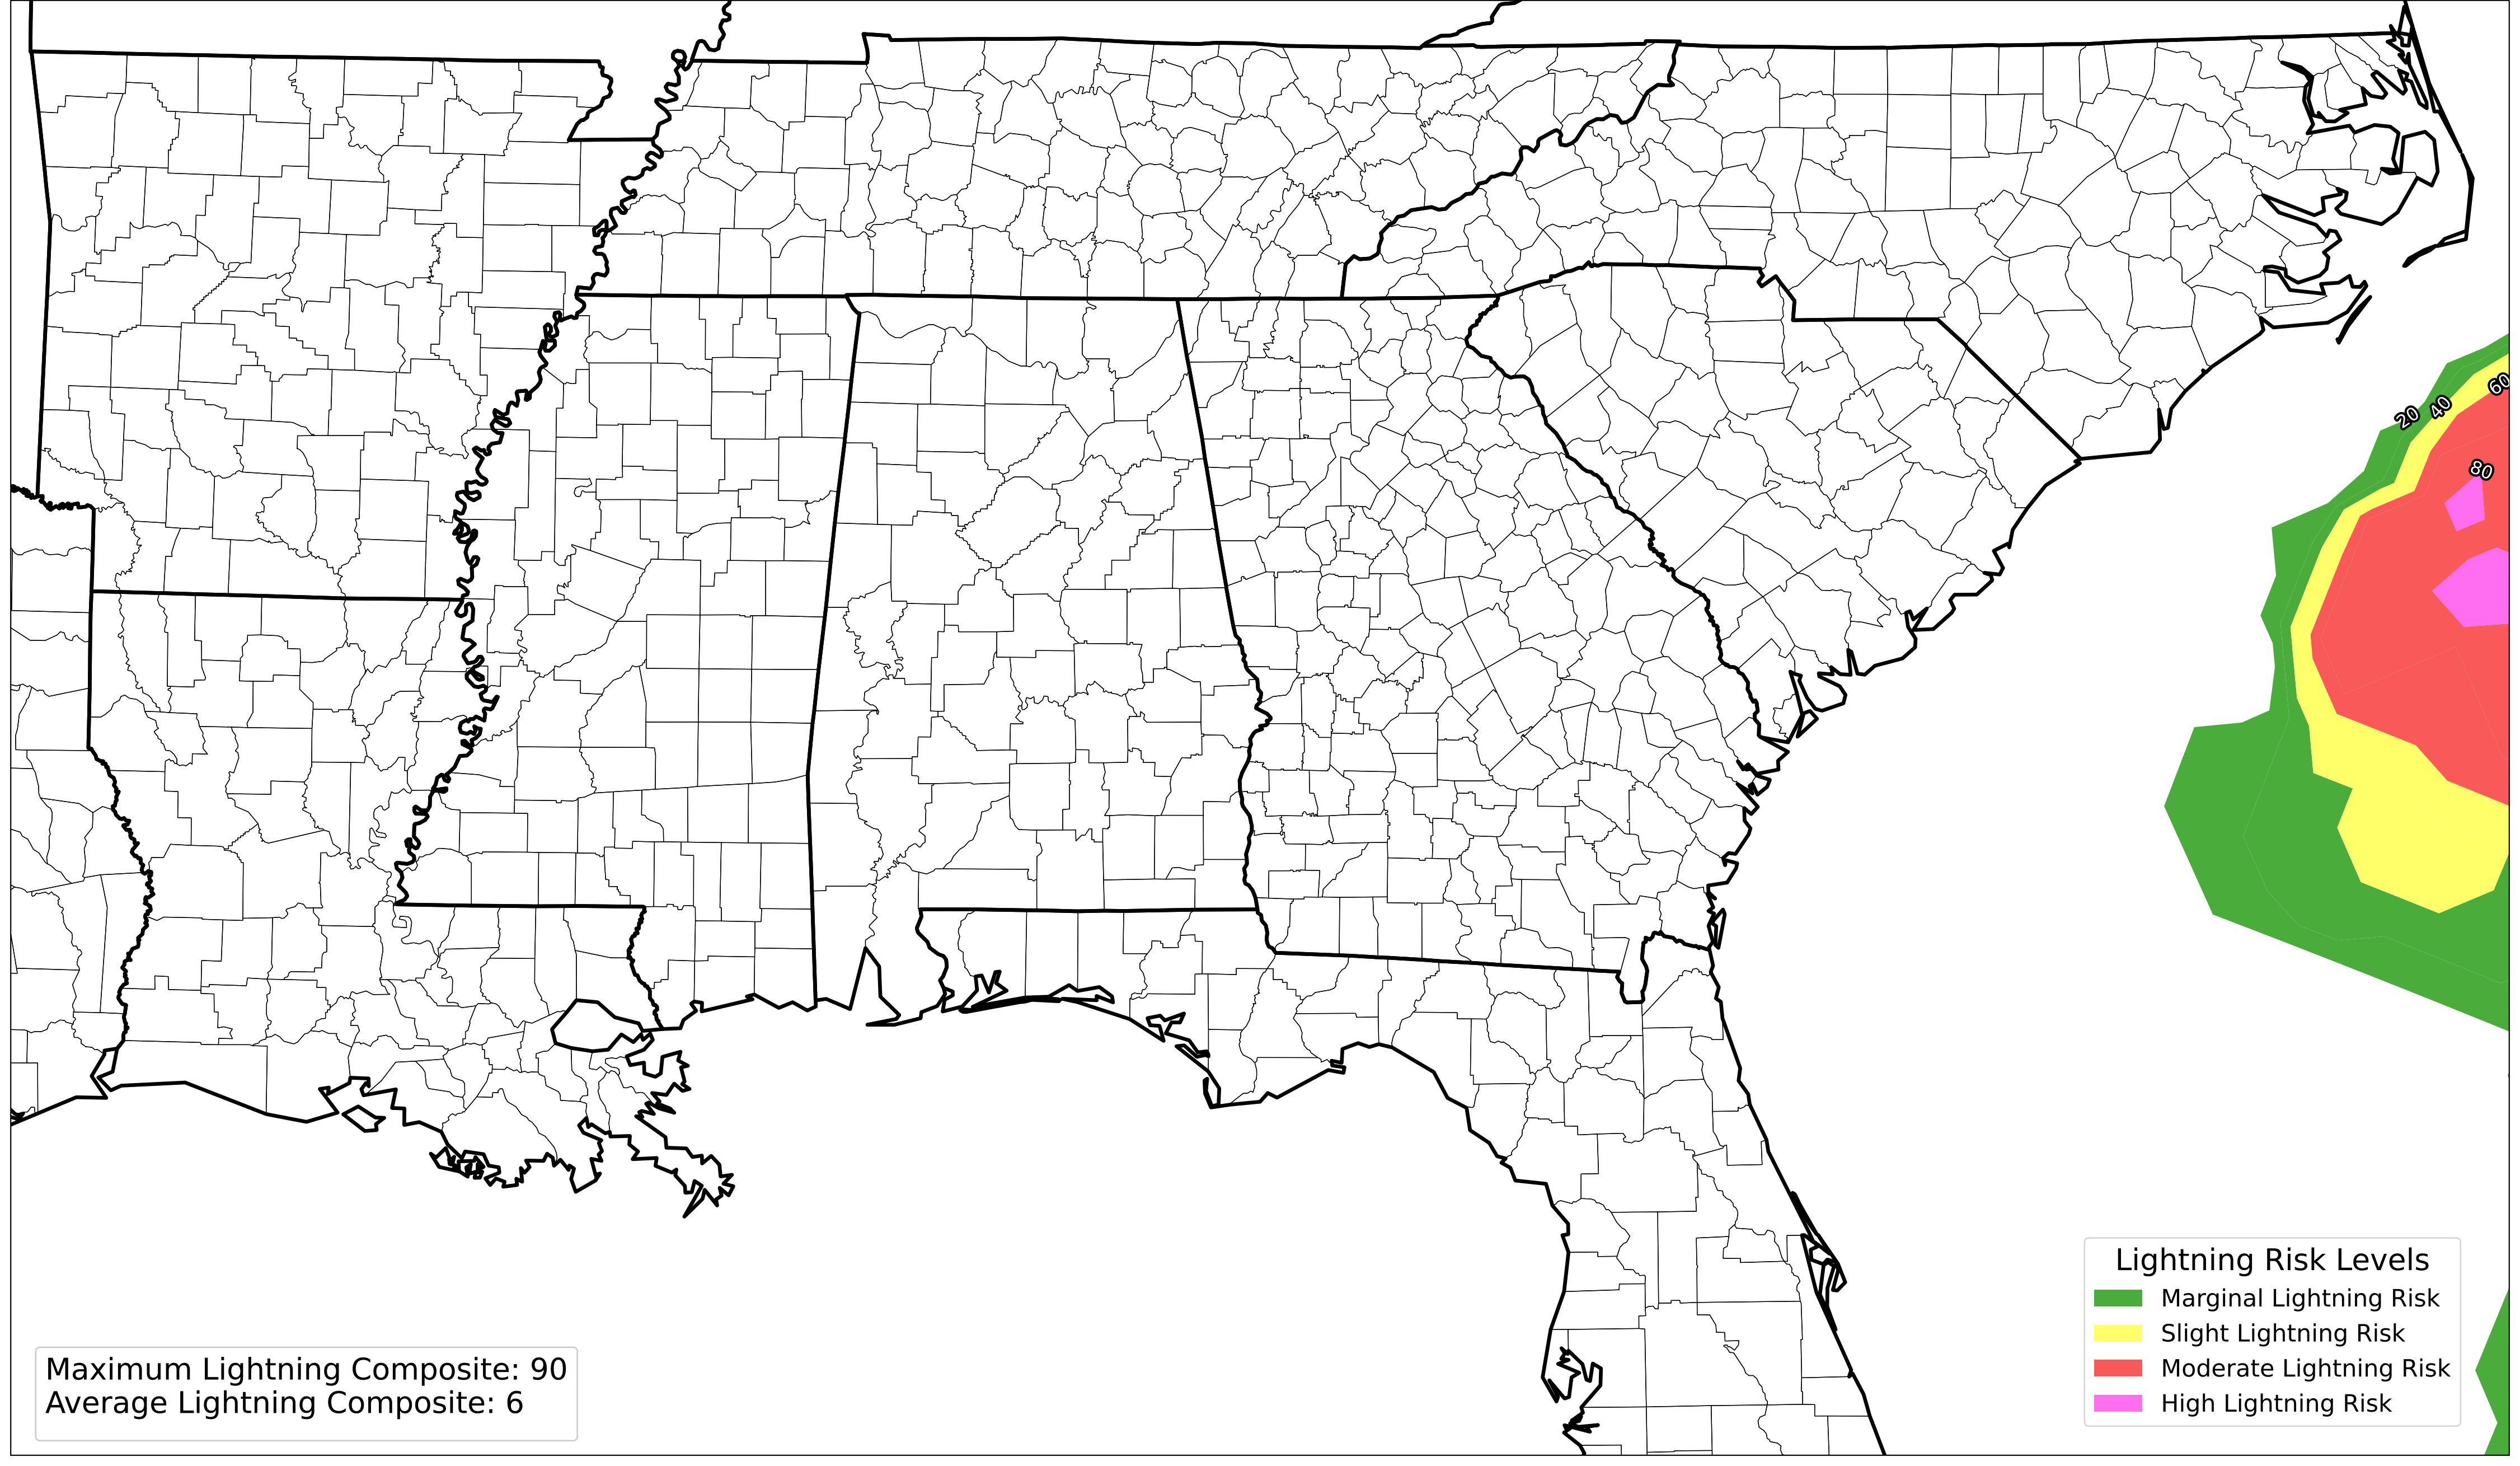 60
40
20
80
Lightning Risk Levels
Marginal Lightning Risk
Slight Lightning Risk
Moderate Lightning Risk
High Lightning Risk
Maximum Lightning Composite: 90
Average Lightning Composite: 6